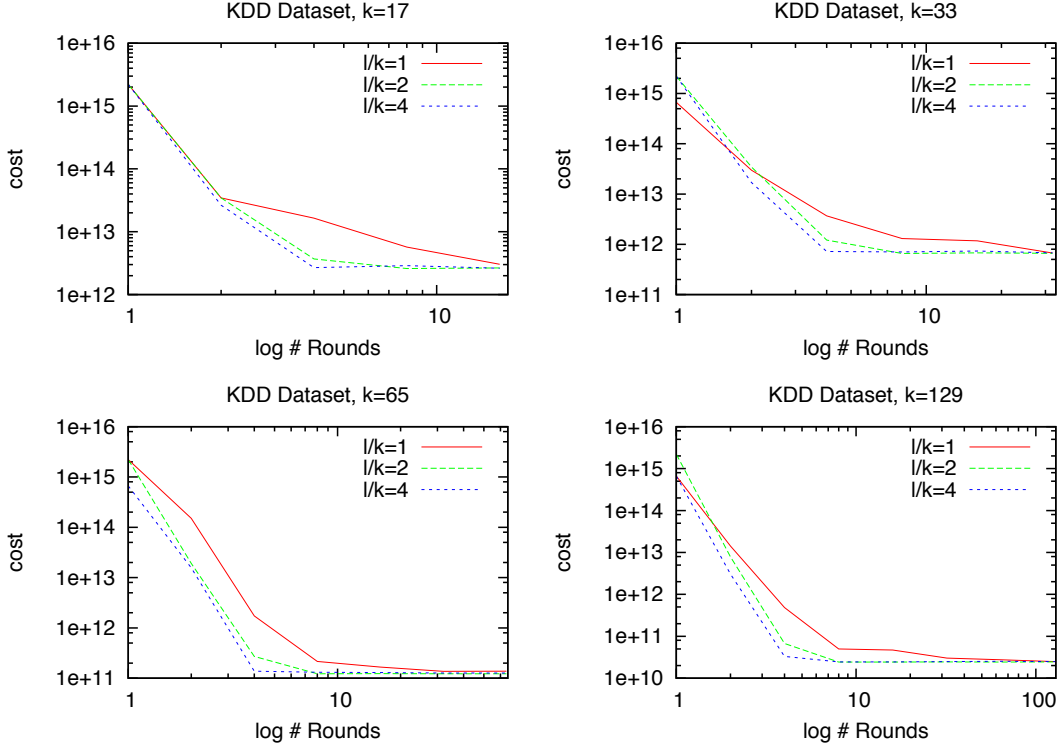 KDD Dataset, k=17
1e+16
1e+15
1e+14
1e+13
1e+12
cost
l/k=1
l/k=2
l/k=4
1
10
log # Rounds
KDD Dataset, k=33
1e+16
1e+15
1e+14
1e+13
1e+12
1e+11
cost
l/k=1
l/k=2
l/k=4
1
10
log # Rounds
KDD Dataset, k=65
1e+16
1e+15
1e+14
1e+13
1e+12
1e+11
cost
l/k=1
l/k=2
l/k=4
1
10
log # Rounds
KDD Dataset, k=129
1e+16
1e+15
1e+14
1e+13
1e+12
1e+11
1e+10
cost
l/k=1
l/k=2
l/k=4
1
10
100
log # Rounds